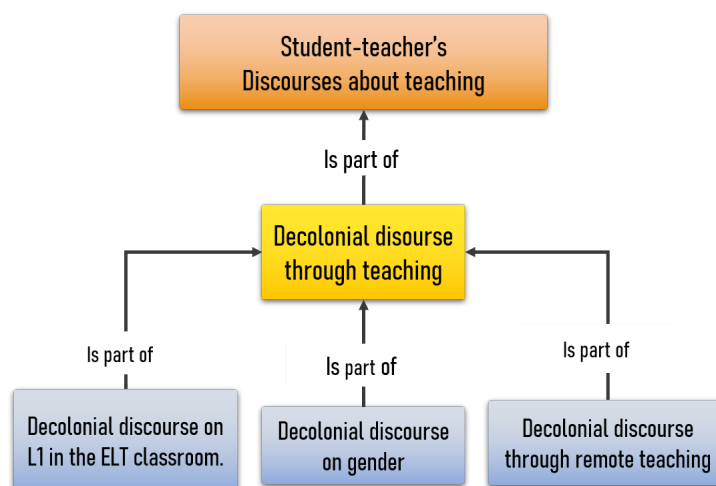 Student-teacher's
Discourses about teaching
Is part of
Decolonial disourse
through teaching
Is part of
Is part of
Is part of
Decolonial discourse on
L1 in the ELT classroom.
Decolonial discourse
on gender
Decolonial discourse
through remote teaching